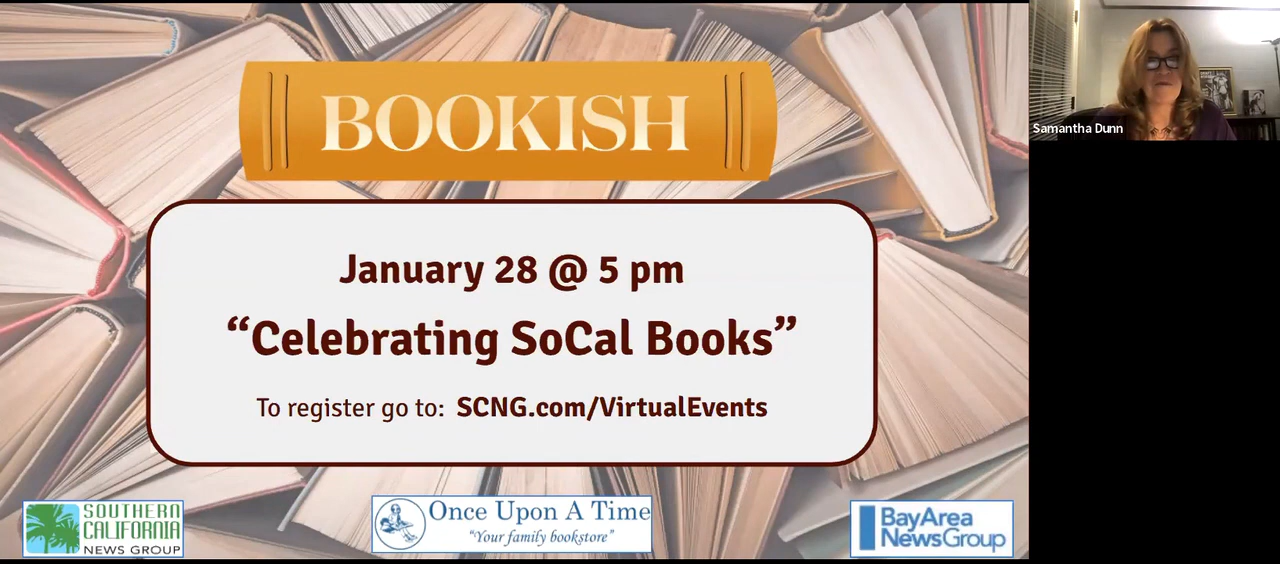 BOOKISH
January 28 @ 5 pm
“Celebrating SoCal Books”
To register go to: SCNG.com/VirtualEvents
SOUTHERN
CALIFORNIA
NEWS GROUP
Once Upon A Time
“Your family bookstore”
BayArea
NewsGroup
Samantha Dunn